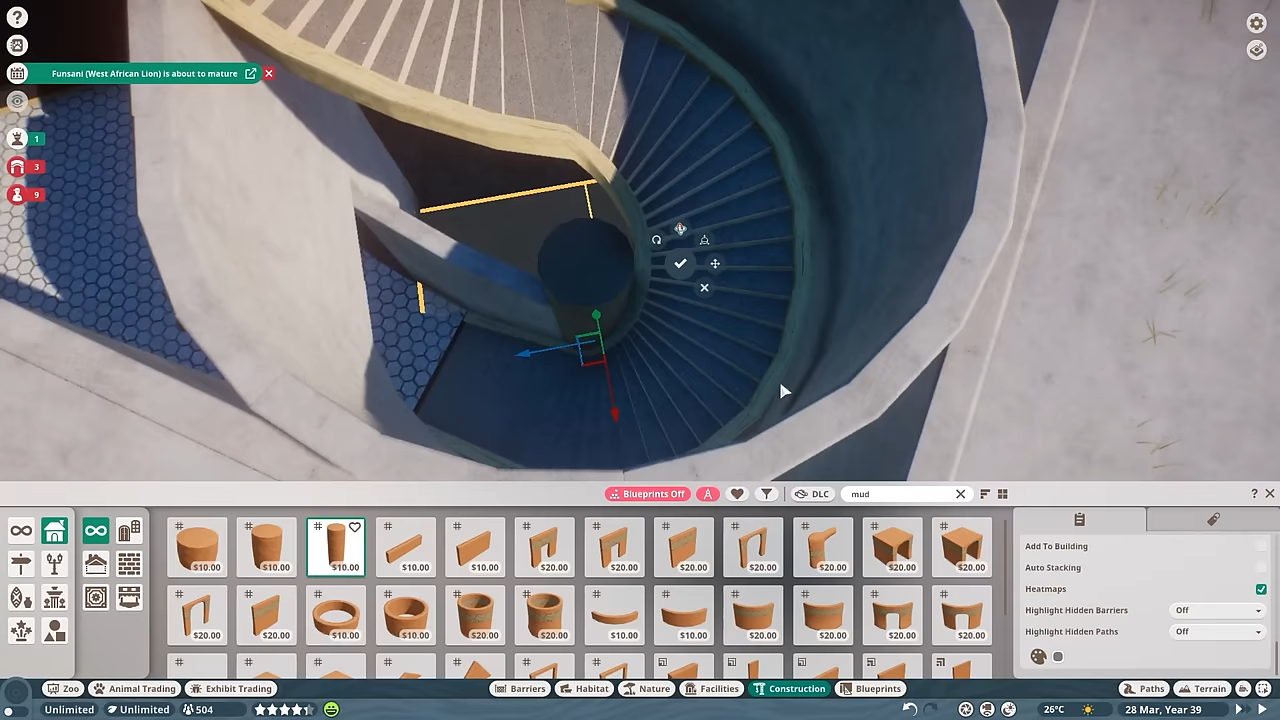 Funsani (West African Lion) is about to mature
1
3
9
Blueprints Off
DLC
mud
$10.00 $10.00 $10.00 $10.00 $10.00 $20.00 $20.00 $20.00 $20.00 $20.00 $20.00 $20.00
$20.00 $20.00 $10.00 $10.00 $20.00 $20.00 $10.00 $10.00 $20.00 $20.00 $20.00 $20.00
Add To Building
Auto Stacking
Heatmaps
Highlight Hidden Barriers Off
Highlight Hidden Paths Off
Zoo Animal Trading Exhibit Trading Barriers Habitat Nature Facilities Construction Blueprints Paths Terrain
Unlimited Unlimited 504 26°C 28 Mar, Year 39